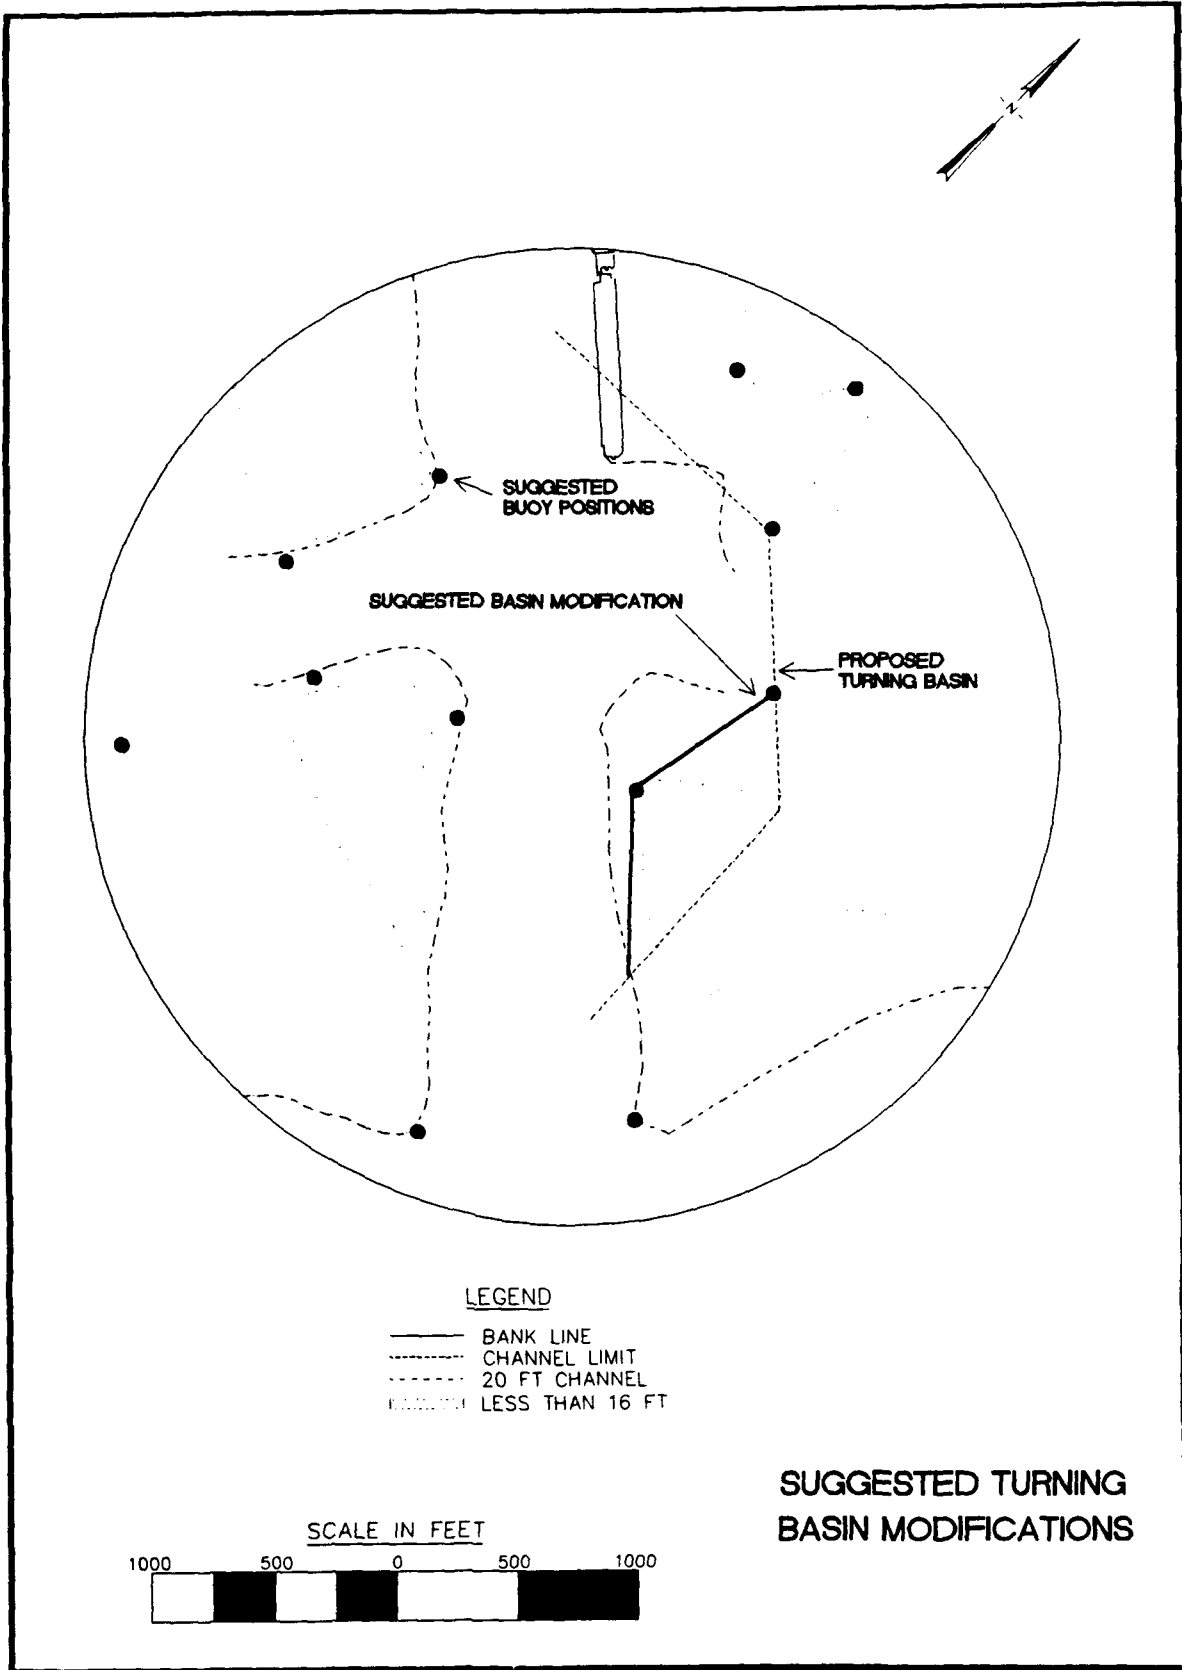 N
SUGGESTED
BUOY POSITIONS
SUGGESTED BASIN MODIFICATION
PROPOSED
TURNING BASIN
LEGEND
BANK LINE
CHANNEL LIMIT
20 FT CHANNEL
LESS THAN 16 FT
SUGGESTED TURNING
BASIN MODIFICATIONS
SCALE IN FEET
1000 500 0 500 1000